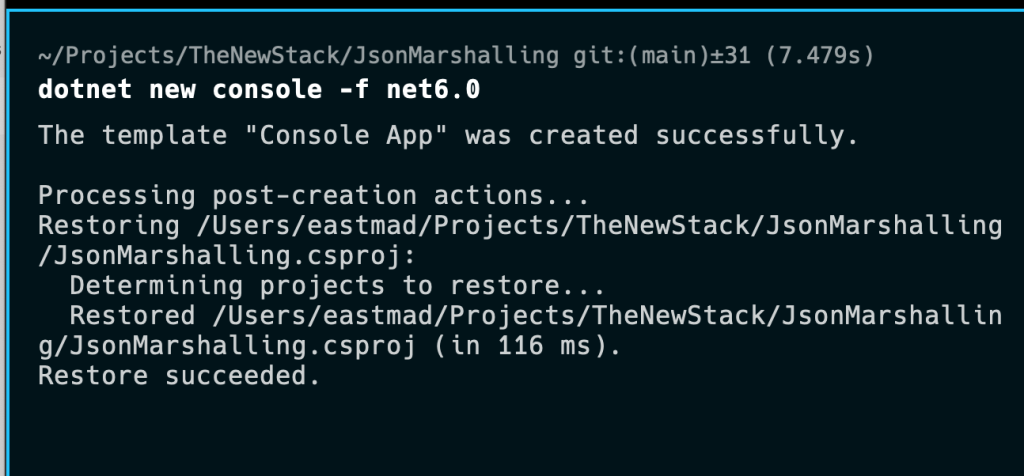 ~/Projects/TheNewStack/JsonMarshalling git:(main)±31 (7.479s)
dotnet new console -f net6.0
The template "Console App" was created successfully.
Processing post-creation actions...
Restoring /Users/eastmad/Projects/TheNewStack/JsonMarshalling
/JsonMarshalling.csproj:
  Determining projects to restore...
  Restored /Users/eastmad/Projects/TheNewStack/JsonMarshallin
g/JsonMarshalling.csproj (in 116 ms).
Restore succeeded.